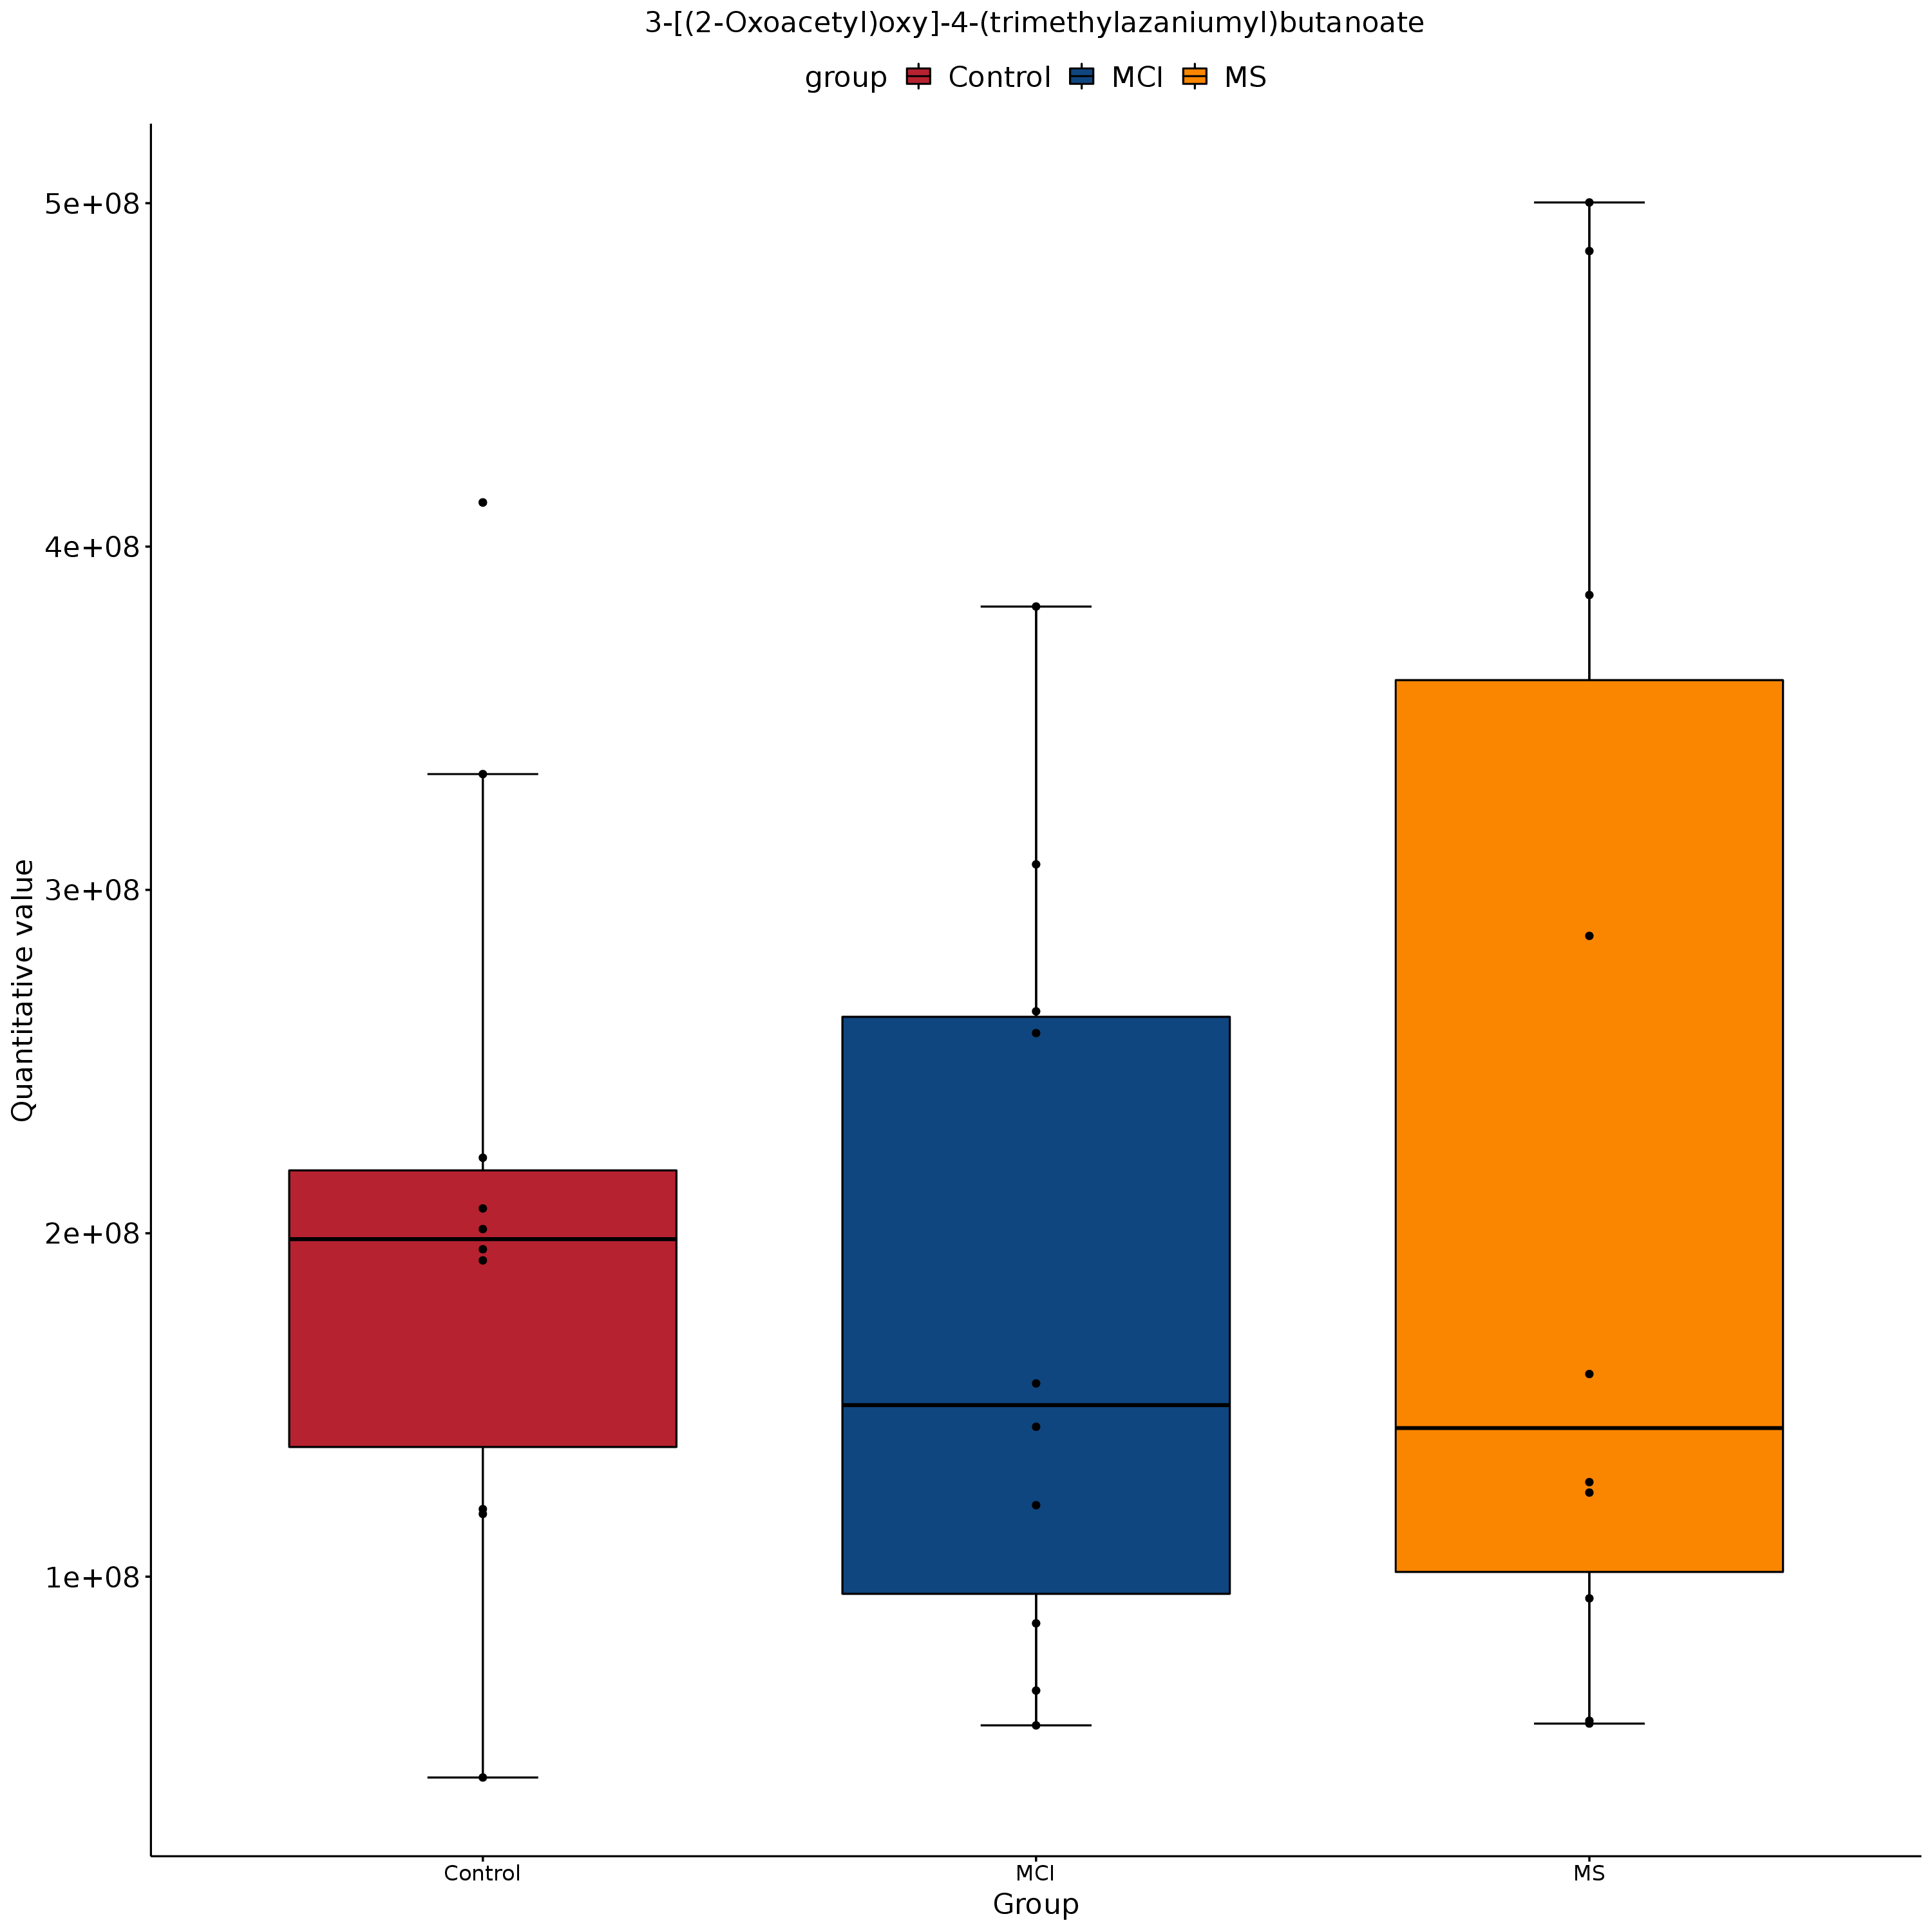 3-[(2-Oxoacetyl)oxy]-4-(trimethylazaniumyl)butanoate
group Control MCI MS
5e+08
4e+08
3e+08
2e+08
1e+08
Quantitative value
Control MCI MS
Group